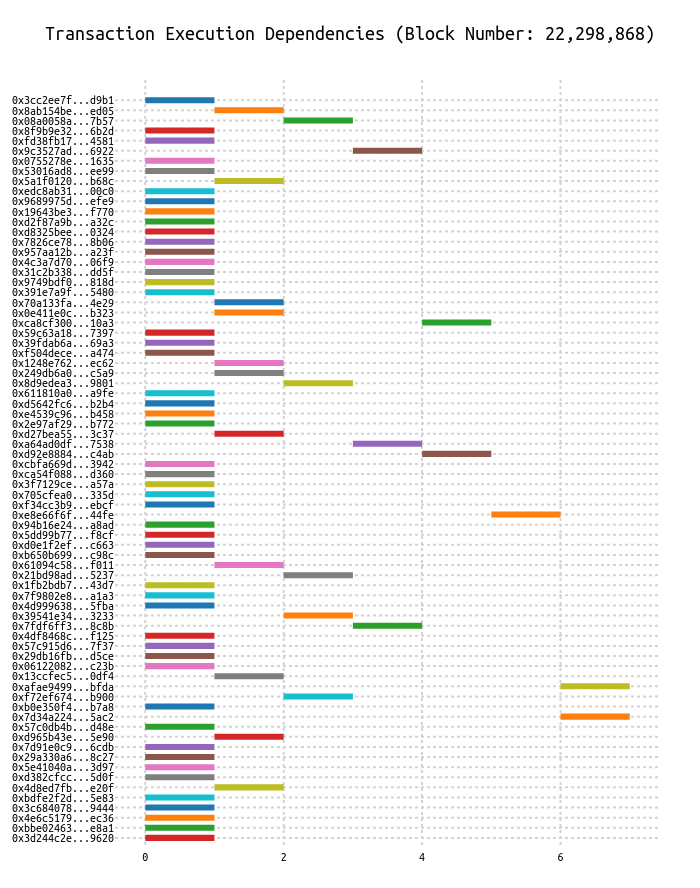 Transaction Execution Dependencies (Block Number: 22,298,868)
0x3cc2ee7f...d9b1
0x8ab154be...ed05
0x08a0058a...7b57
0x8f9b9e32...6b2d
0xfd38fb17...4581
0x9c3527ad...6922
0x0755278e...1635
0x53016ad8...ee99
0x5a1f0120...b68c
0xedc8ab31...00c0
0x9689975d...efe9
0x19643be3...f770
0xd2f87a9b...a32c
0xd8325bee...0324
0x7826ce78...8b06
0x957aa12b...a23f
0x4c3a7d70...06f9
0x31c2b338...dd5f
0x9749bdf0...818d
0x391e7a9f...5480
0x70a133fa...4e29
0x0e411e0c...b323
0xca8cf300...10a3
0x59c63a18...7397
0x39fdab6a...69a3
0xf504dece...a474
0x1248e762...ec62
0x249db6a0...c5a9
0x8d9edea3...9801
0x611810a0...a9fe
0xd5642fc6...b2b4
0xe4539c96...b458
0x2e97af29...b772
0xd27bea55...3c37
0xa64ad0df...7538
0xd92e8884...c4ab
0xcbfa669d...3942
0xca54f088...d360
0x3f7129ce...a57a
0x705cfea0...335d
0xf34cc3b9...ebcf
0xe8e66f6f...44fe
0x94b16e24...a8ad
0x5dd99b77...f8cf
0xd0e1f2ef...c663
0xb650b699...c98c
0x61094c58...f011
0x21bd98ad...5237
0x1fb2bdb7...43d7
0x7f9802e8...a1a3
0x4d999638...5fba
0x39541e34...3233
0x7fdf6ff3...8c8b
0x4df8468c...f125
0x57c915d6...7f37
0x29db16fb...d5ce
0x06122082...c23b
0x13ccfec5...0df4
0xafae9499...bfda
0xf72ef674...b900
0xb0e350f4...b7a8
0x7d34a224...5ac2
0x57c0db4b...d48e
0xd965b43e...5e90
0x7d91e0c9...6cdb
0x29a330a6...8c27
0x5e41040a...3d97
0xd382cfcc...5d0f
0x4d8ed7fb...e20f
0xbdfe2f2d...5e83
0x3c684078...9444
0x4e6c5179...ec36
0xbbe02463...e8a1
0x3d244c2e...9620
0 2 4 6